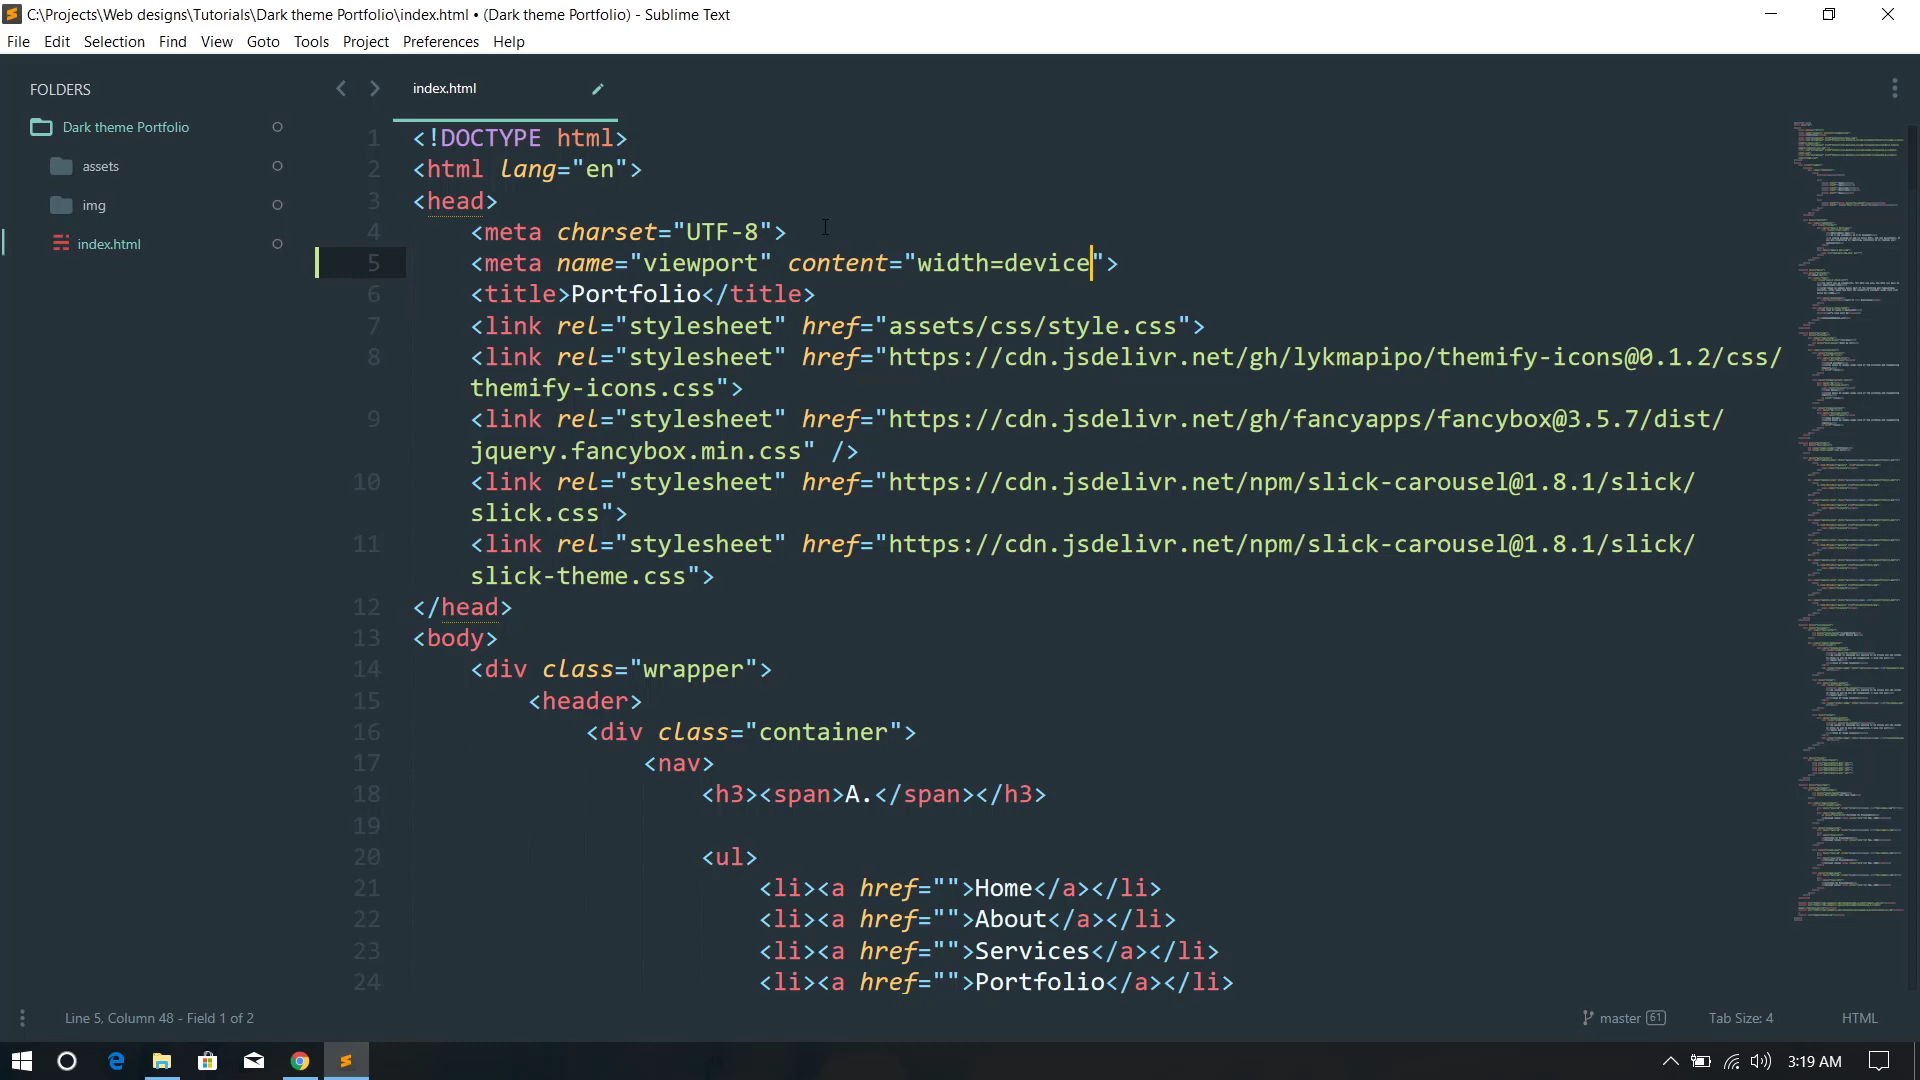 C:\Projects\Web designs\Tutorials\Dark theme Portfolio\index.html • (Dark theme Portfolio) - Sublime Text
File Edit Selection Find View Goto Tools Project Preferences Help
FOLDERS
Dark theme Portfolio
assets
img
index.html
index.html
1 <!DOCTYPE html>
2 <html lang="en">
3 <head>
4 <meta charset="UTF-8">
5 <meta name="viewport" content="width=device">
6 <title>Portfolio</title>
7 <link rel="stylesheet" href="assets/css/style.css">
8 <link rel="stylesheet" href="https://cdn.jsdelivr.net/gh/lykmapipo/themify-icons@0.1.2/css/
themify-icons.css">
9 <link rel="stylesheet" href="https://cdn.jsdelivr.net/gh/fancyapps/fancybox@3.5.7/dist/
jquery.fancybox.min.css" />
10 <link rel="stylesheet" href="https://cdn.jsdelivr.net/npm/slick-carousel@1.8.1/slick/
slick.css">
11 <link rel="stylesheet" href="https://cdn.jsdelivr.net/npm/slick-carousel@1.8.1/slick/
slick-theme.css">
12 </head>
13 <body>
14 <div class="wrapper">
15 <header>
16 <div class="container">
17 <nav>
18 <h3><span>A.</span></h3>
19
20 <ul>
21 <li><a href="">Home</a></li>
22 <li><a href="">About</a></li>
23 <li><a href="">Services</a></li>
24 <li><a href="">Portfolio</a></li>
Line 5, Column 48 - Field 1 of 2
master 61
Tab Size: 4
HTML
3:19 AM